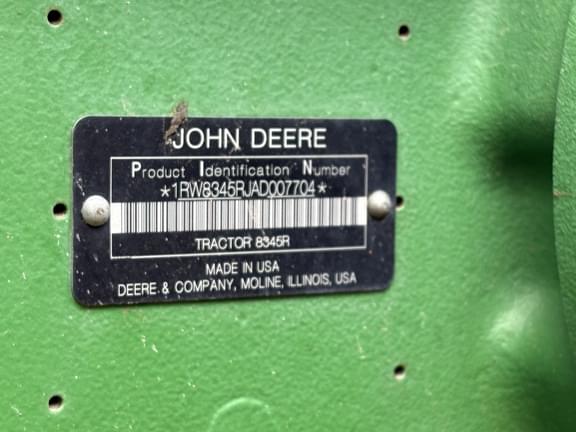 JOHN DEERE
Product Identification Number
*1RW8345RJAD007704*
TRACTOR 8345R
MADE IN USA
DEERE & COMPANY, MOLINE, ILLINOIS, USA